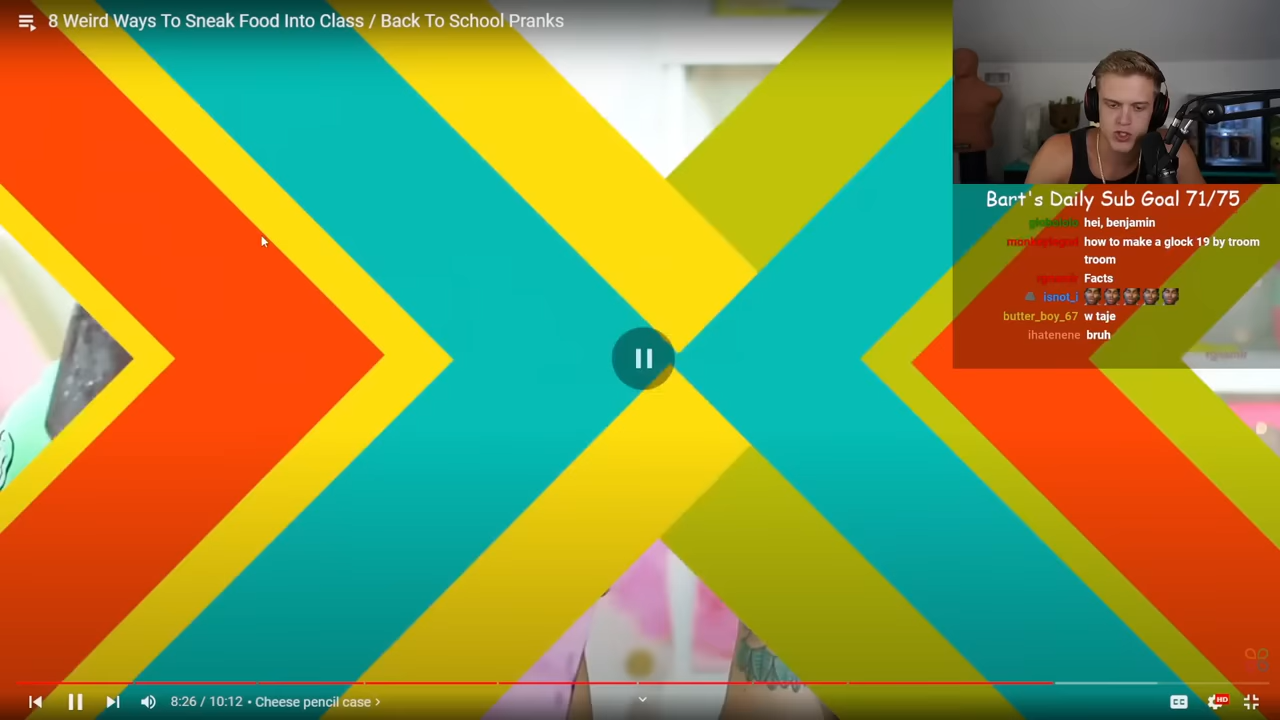 8 Weird Ways To Sneak Food Into Class / Back To School Pranks
Bart's Daily Sub Goal 71/75
hei, benjamin
how to make a glock 19 by troom
troom
Facts
isnot_i
butter_boy_67 w taje
ihatenene bruh
8:26 / 10:12 • Cheese pencil case >
CC
HD